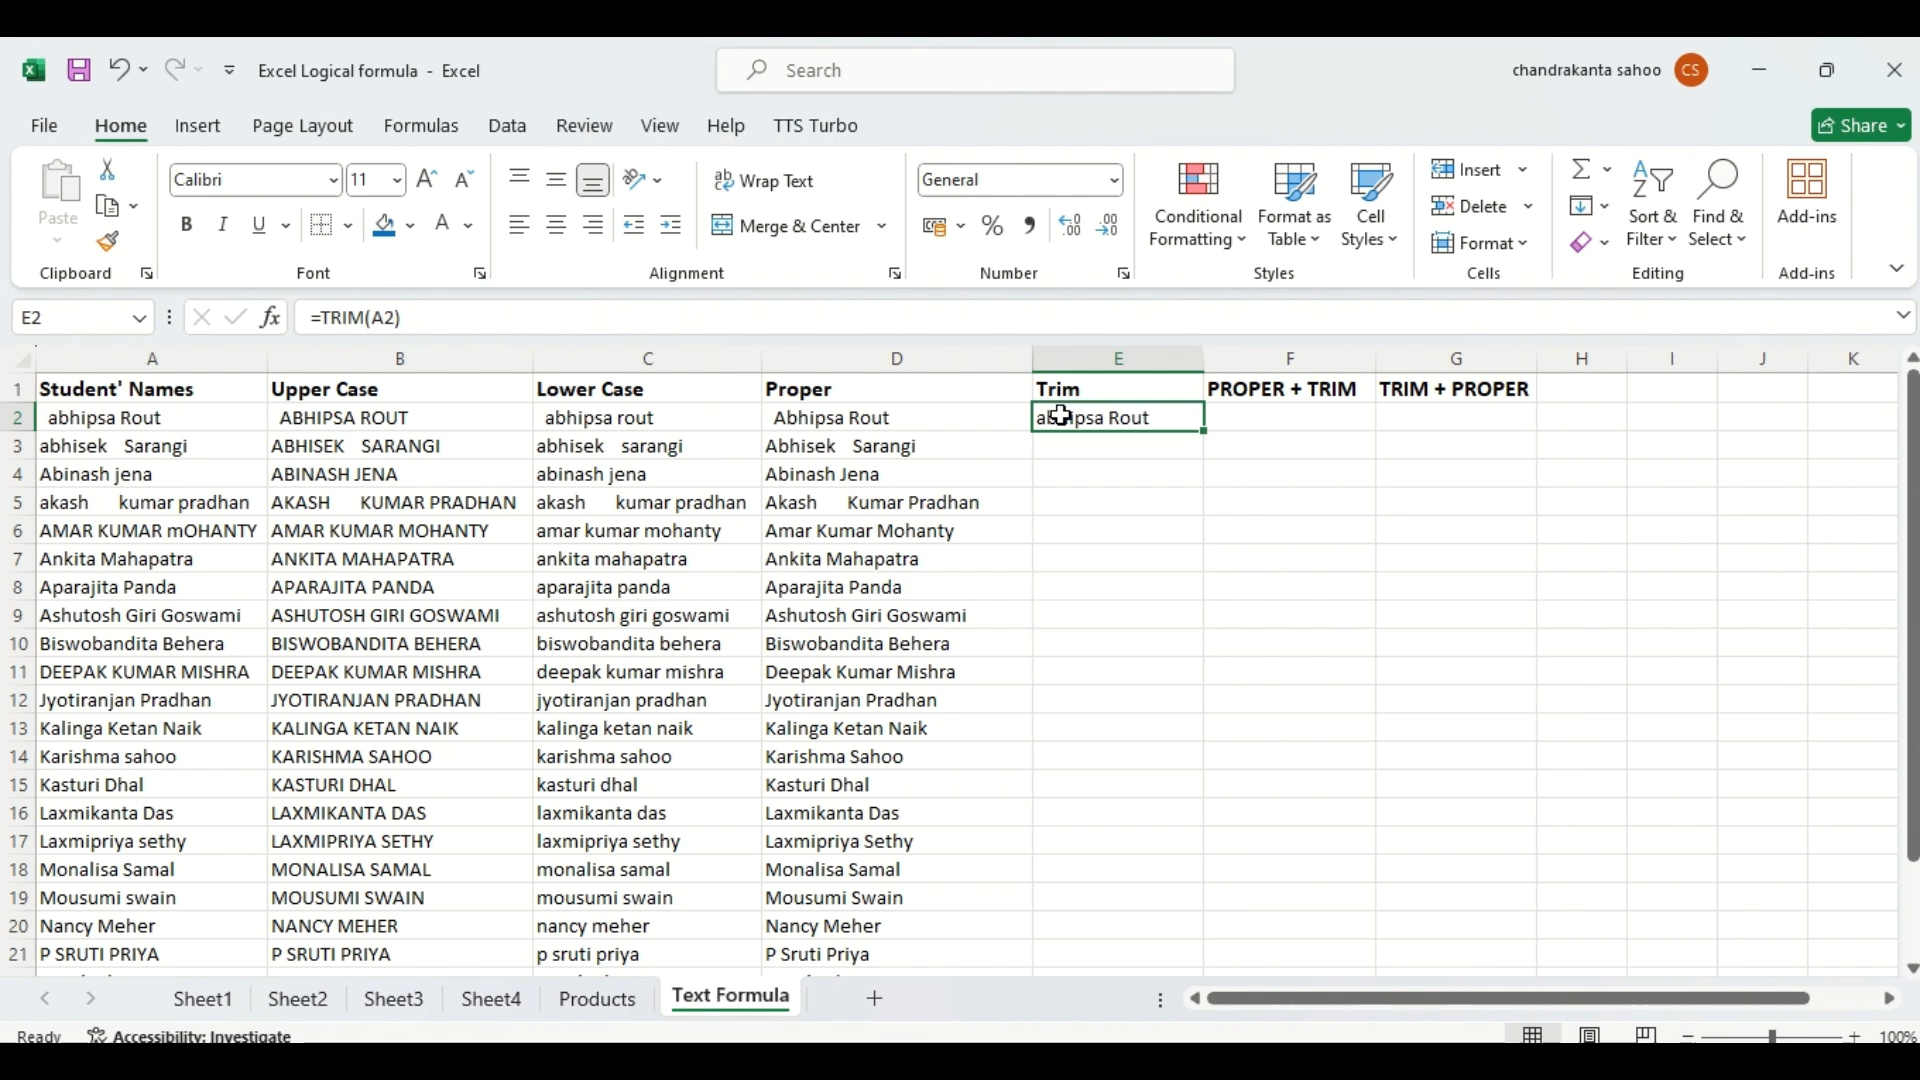 Excel Logical formula - Excel
Search
chandrakanta sahoo CS
File Home Insert Page Layout Formulas Data Review View Help TTS Turbo
Share
Paste
Calibri 11
B I U A
Wrap Text
Merge & Center
General
% ,
Conditional Formatting
Format as Table
Cell Styles
Insert
Delete
Format
Sort & Filter
Find & Select
Add-ins
Clipboard Font Alignment Number Styles Cells Editing Add-ins
E2 fx =TRIM(A2)
A B C D E F G H I J K
1 Student' Names Upper Case Lower Case Proper Trim PROPER + TRIM TRIM + PROPER
2 abhipsa Rout ABHIPSA ROUT abhipsa rout Abhipsa Rout abhipsa Rout
3 abhisek   Sarangi ABHISEK   SARANGI abhisek   sarangi Abhisek   Sarangi
4 Abinash jena ABINASH JENA abinash jena Abinash Jena
5 akash      kumar pradhan AKASH      KUMAR PRADHAN akash      kumar pradhan Akash      Kumar Pradhan
6 AMAR KUMAR mOHANTY AMAR KUMAR MOHANTY amar kumar mohanty Amar Kumar Mohanty
7 Ankita Mahapatra ANKITA MAHAPATRA ankita mahapatra Ankita Mahapatra
8 Aparajita Panda APARAJITA PANDA aparajita panda Aparajita Panda
9 Ashutosh Giri Goswami ASHUTOSH GIRI GOSWAMI ashutosh giri goswami Ashutosh Giri Goswami
10 Biswobandita Behera BISWOBANDITA BEHERA biswobandita behera Biswobandita Behera
11 DEEPAK KUMAR MISHRA DEEPAK KUMAR MISHRA deepak kumar mishra Deepak Kumar Mishra
12 Jyotiranjan Pradhan JYOTIRANJAN PRADHAN jyotiranjan pradhan Jyotiranjan Pradhan
13 Kalinga Ketan Naik KALINGA KETAN NAIK kalinga ketan naik Kalinga Ketan Naik
14 Karishma sahoo KARISHMA SAHOO karishma sahoo Karishma Sahoo
15 Kasturi Dhal KASTURI DHAL kasturi dhal Kasturi Dhal
16 Laxmikanta Das LAXMIKANTA DAS laxmikanta das Laxmikanta Das
17 Laxmipriya sethy LAXMIPRIYA SETHY laxmipriya sethy Laxmipriya Sethy
18 Monalisa Samal MONALISA SAMAL monalisa samal Monalisa Samal
19 Mousumi swain MOUSUMI SWAIN mousumi swain Mousumi Swain
20 Nancy Meher NANCY MEHER nancy meher Nancy Meher
21 P SRUTI PRIYA P SRUTI PRIYA p sruti priya P Sruti Priya
Sheet1 Sheet2 Sheet3 Sheet4 Products Text Formula
Ready Accessibility: Investigate 100%